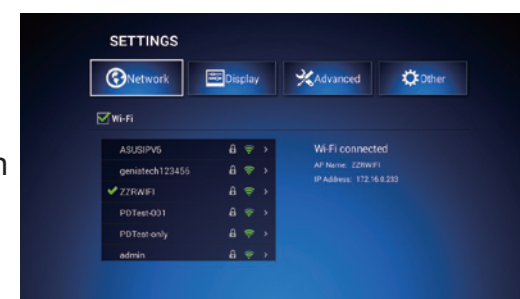 SETTINGS
Network
Display
Advanced
Other
Wi-Fi
ASUSIPV6
geniatech123456
ZZRWIFI
PDTest-001
PDTest-only
admin
Wi-Fi connected
AP Name: ZZRWIFI
IP Address: 172.16.8.233
n